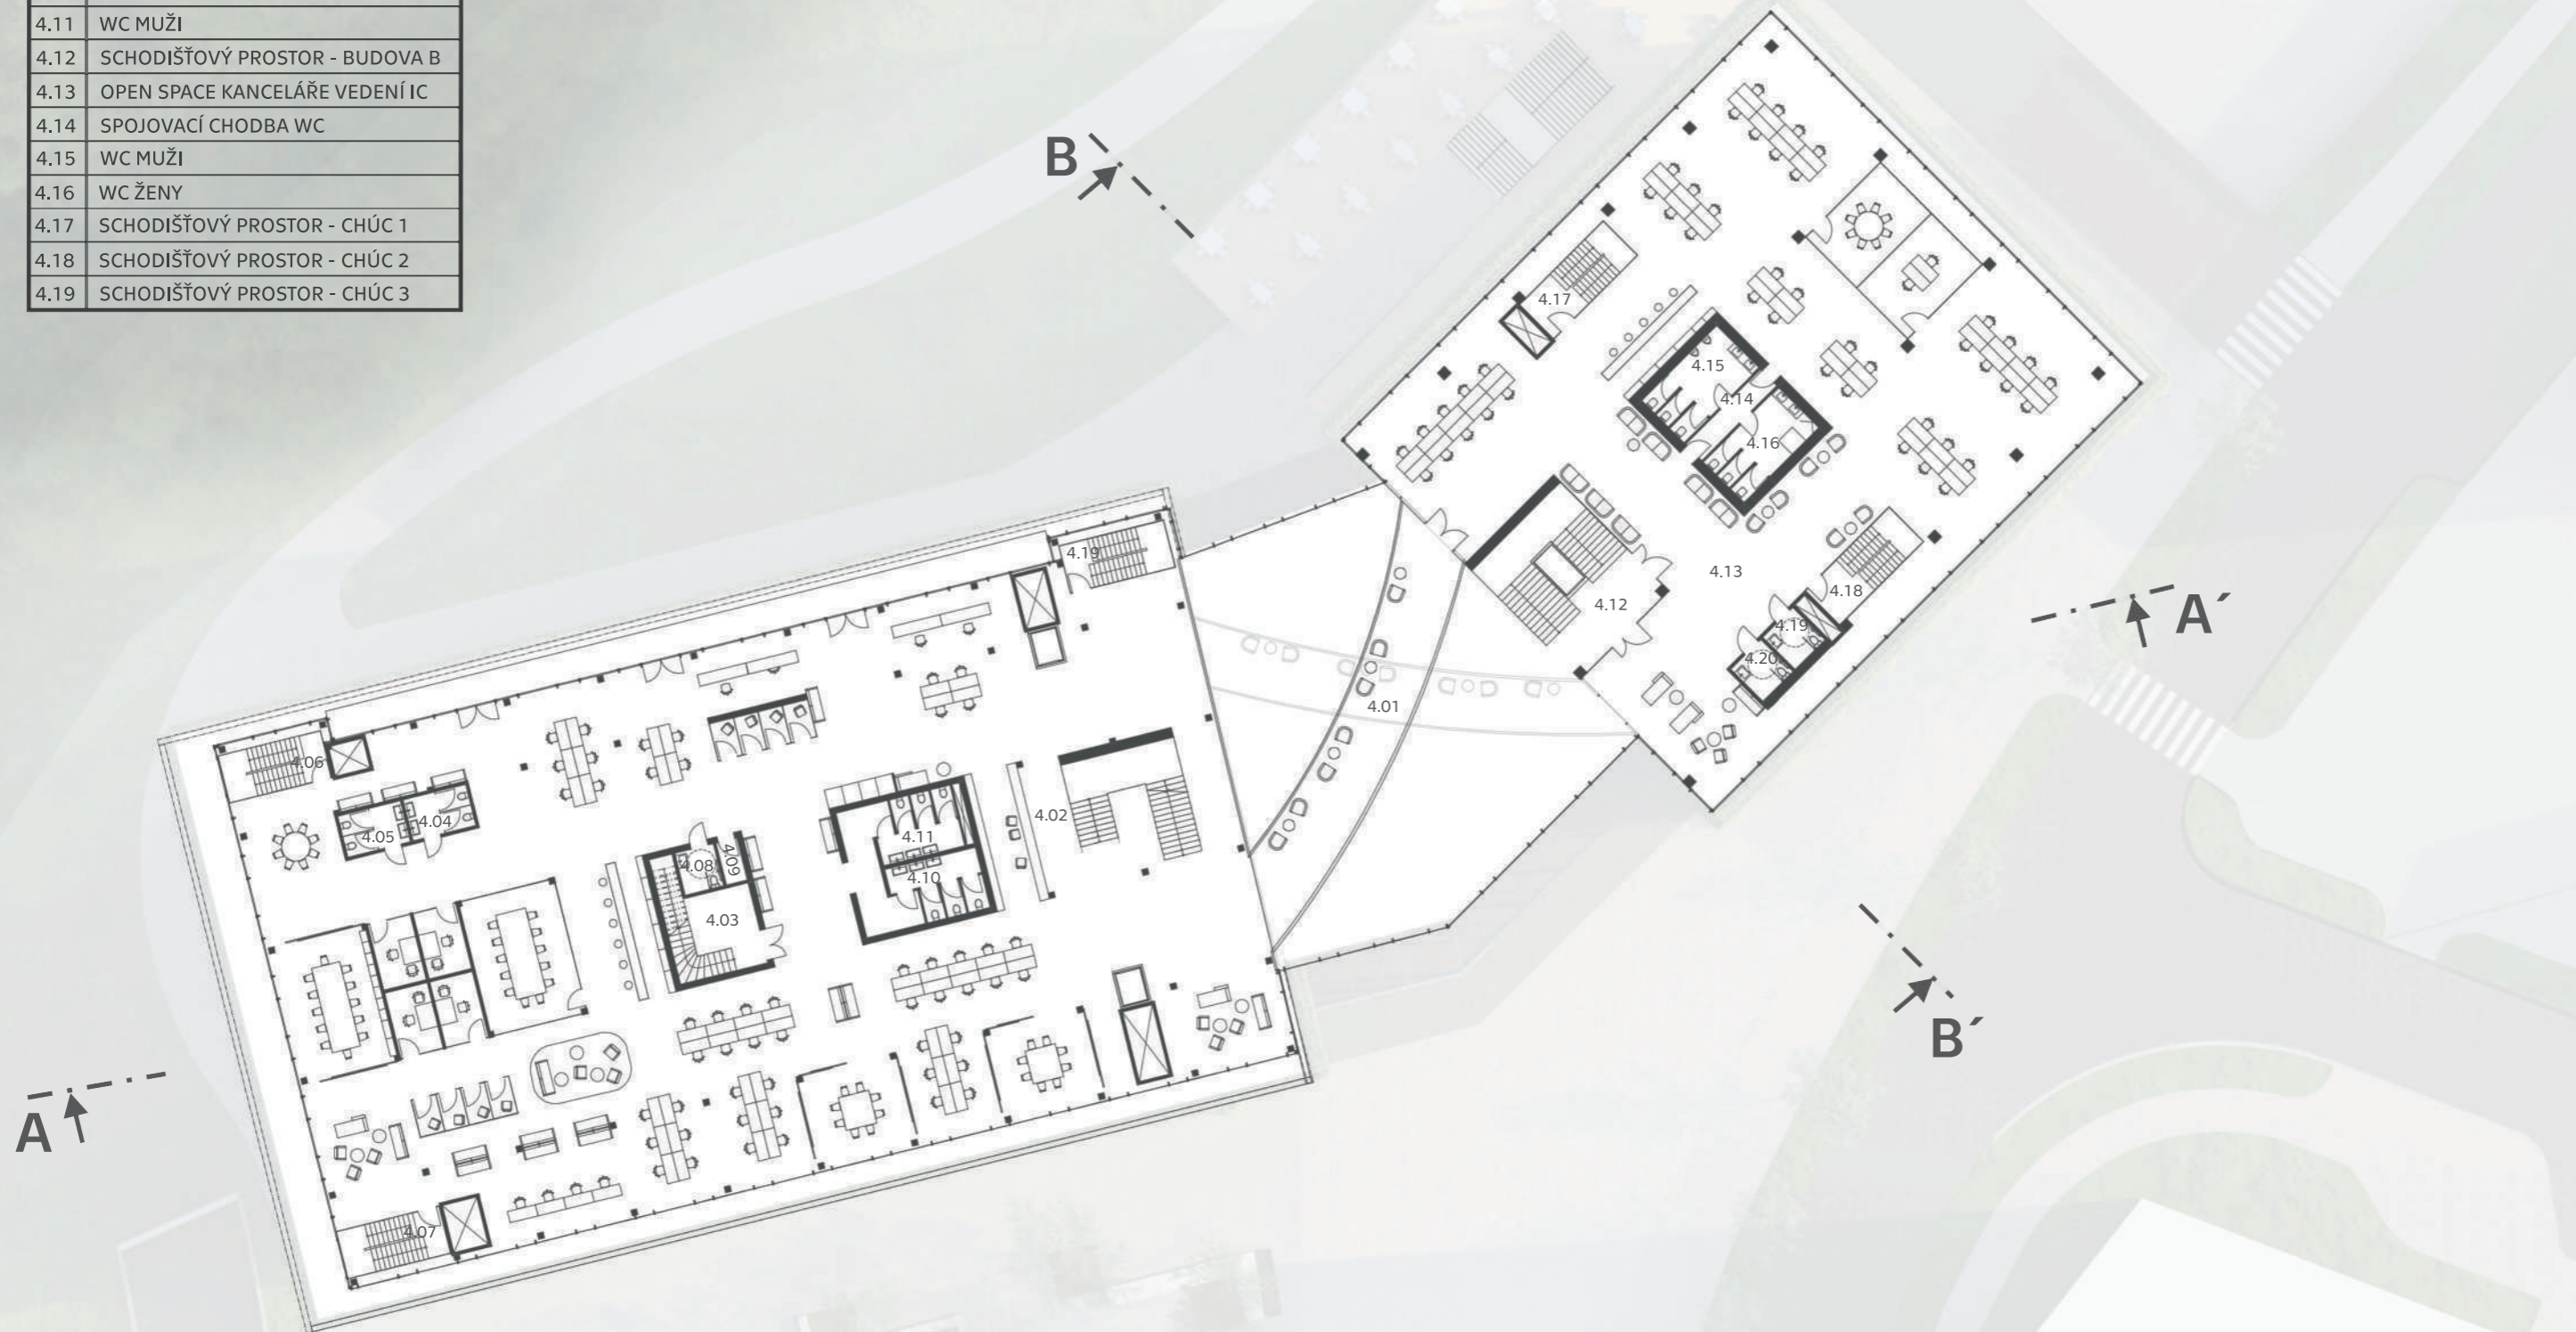 4.11 WC MUŽI
4.12 SCHODIŠŤOVÝ PROSTOR - BUDOVA B
4.13 OPEN SPACE KANCELÁŘE VEDENÍ IC
4.14 SPOJOVACÍ CHODBA WC
4.15 WC MUŽI
4.16 WC ŽENY
4.17 SCHODIŠŤOVÝ PROSTOR - CHÚC 1
4.18 SCHODIŠŤOVÝ PROSTOR - CHÚC 2
4.19 SCHODIŠŤOVÝ PROSTOR - CHÚC 3
B
4.17
4.15
4.14
4.16
4.19
4.13
4.18
4.12
A´
4.19
4.20
4.01
4.06
4.02
4.05
4.04
4.11
4.08
4.09
4.10
4.03
B´
A
4.07